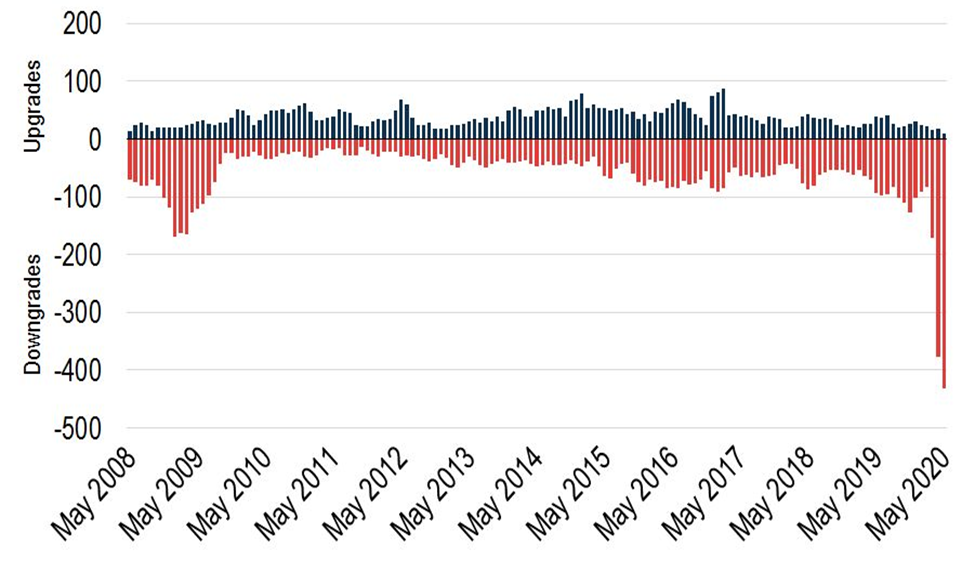 Upgrades
Downgrades
200
100
0
-100
-200
-300
-400
-500
May 2008
May 2009
May 2010
May 2011
May 2012
May 2013
May 2014
May 2015
May 2016
May 2017
May 2018
May 2019
May 2020